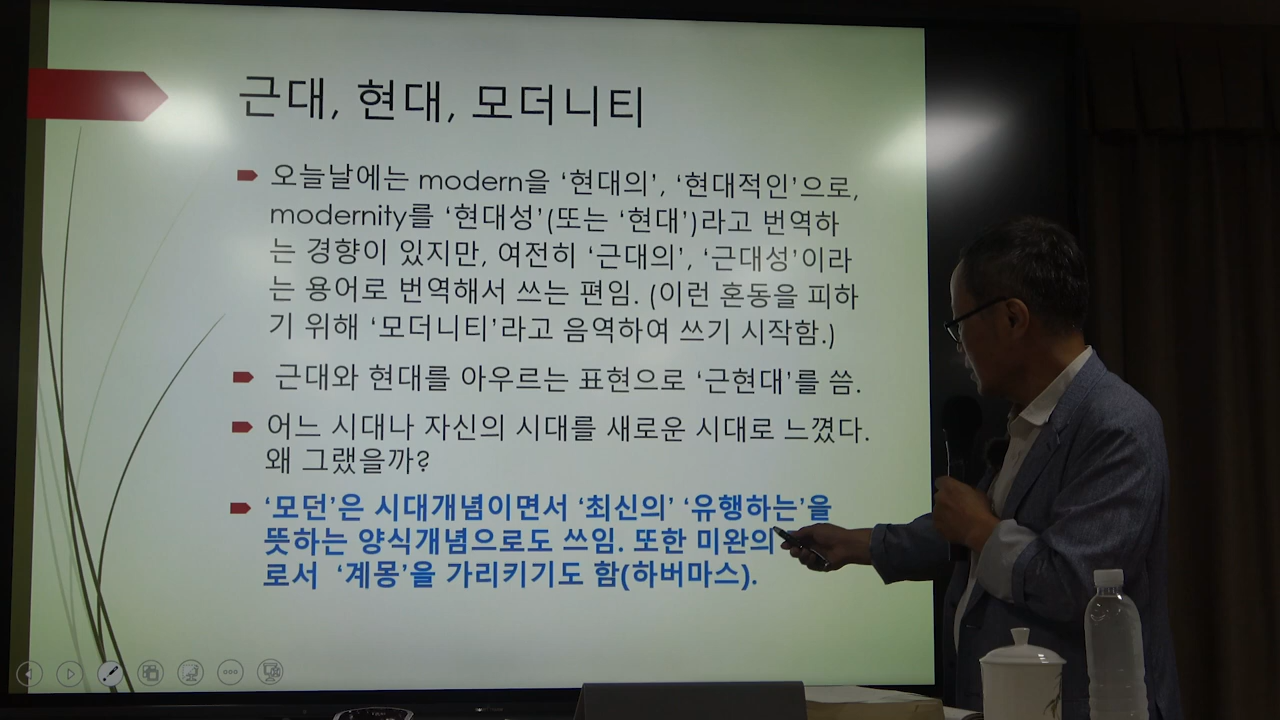 근대, 현대, 모더니티
오늘날에는 modern을 ‘현대의’, ‘현대적인’으로,
modernity를 ‘현대성’(또는 ‘현대’)라고 번역하
는 경향이 있지만, 여전히 ‘근대의’, ‘근대성’이라
는 용어로 번역해서 쓰는 편임. (이런 혼동을 피하
기 위해 ‘모더니티’라고 음역하여 쓰기 시작함.)
근대와 현대를 아우르는 표현으로 ‘근현대’를 씀.
어느 시대나 자신의 시대를 새로운 시대로 느꼈다.
왜 그랬을까?
‘모던’은 시대개념이면서 ‘최신의’ ‘유행하는’을
뜻하는 양식개념으로도 쓰임. 또한 미완의
로서 ‘계몽’을 가리키기도 함(하버마스).